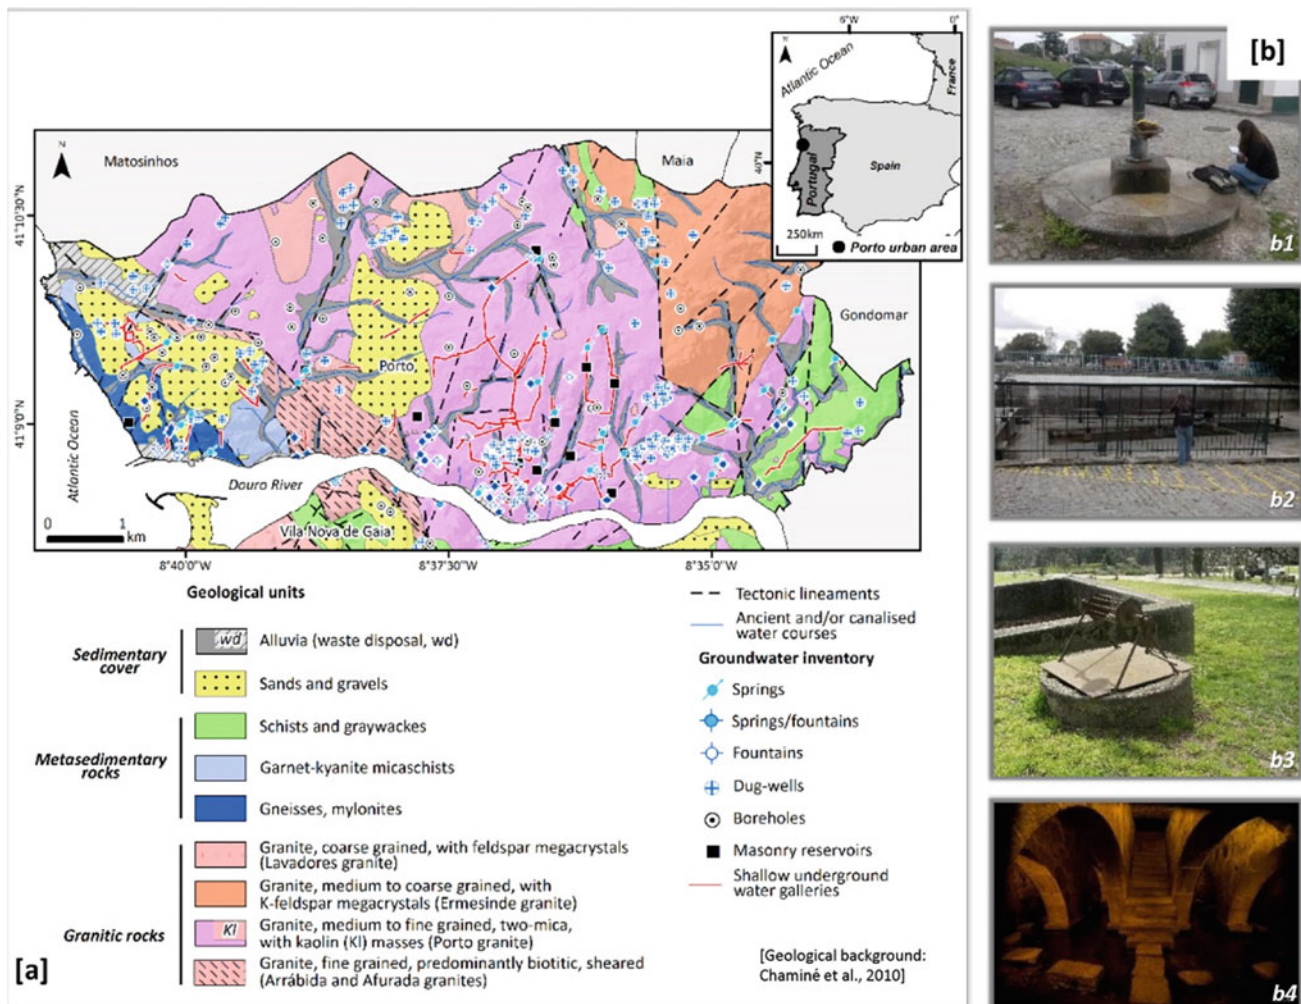 6°W
0°
N
Atlantic Ocean
France
40°N
Portugal
Spain
250km
Porto urban area
N
Matosinhos
Maia
41°10'30"N
Gondomar
Porto
41°9'0"N
Atlantic Ocean
Douro River
0 1
km
Vila Nova de Gaia
8°40'0"W
8°37'30"W
8°35'0"W
Geological units
Sedimentary
cover
wd
Alluvia (waste disposal, wd)
Sands and gravels
Metasedimentary
rocks
Schists and graywackes
Garnet-kyanite micaschists
Gneisses, mylonites
Granitic rocks
Granite, coarse grained, with feldspar megacrystals
(Lavadores granite)
Granite, medium to coarse grained, with
K-feldspar megacrystals (Ermesinde granite)
Kl
Granite, medium to fine grained, two-mica,
with kaolin (Kl) masses (Porto granite)
Granite, fine grained, predominantly biotitic, sheared
(Arrábida and Afurada granites)
Tectonic lineaments
Ancient and/or canalised
water courses
Groundwater inventory
Springs
Springs/fountains
Fountains
Dug-wells
Boreholes
Masonry reservoirs
Shallow underground
water galleries
[Geological background:
Chaminé et al., 2010]
[a]
[b]
b1
b2
b3
b4